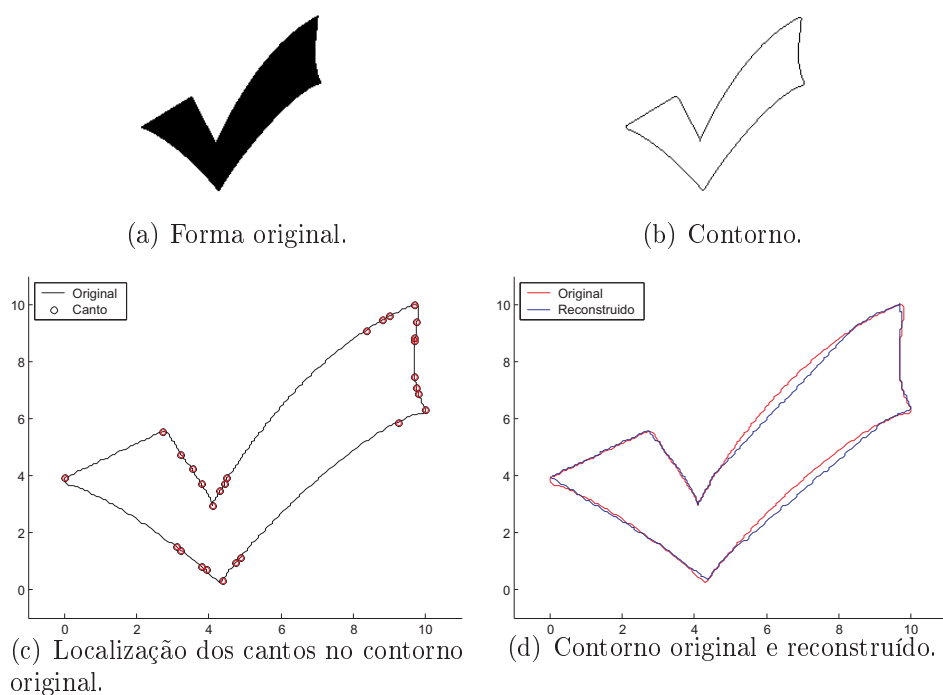 (a) Forma original.
(b) Contorno.
Original
Canto
10
8
6
4
2
0
0
2
4
6
8
10
(c) Localização dos cantos no contorno
original.
Original
Reconstruido
10
8
6
4
2
0
0
2
4
6
8
10
(d) Contorno original e reconstruído.